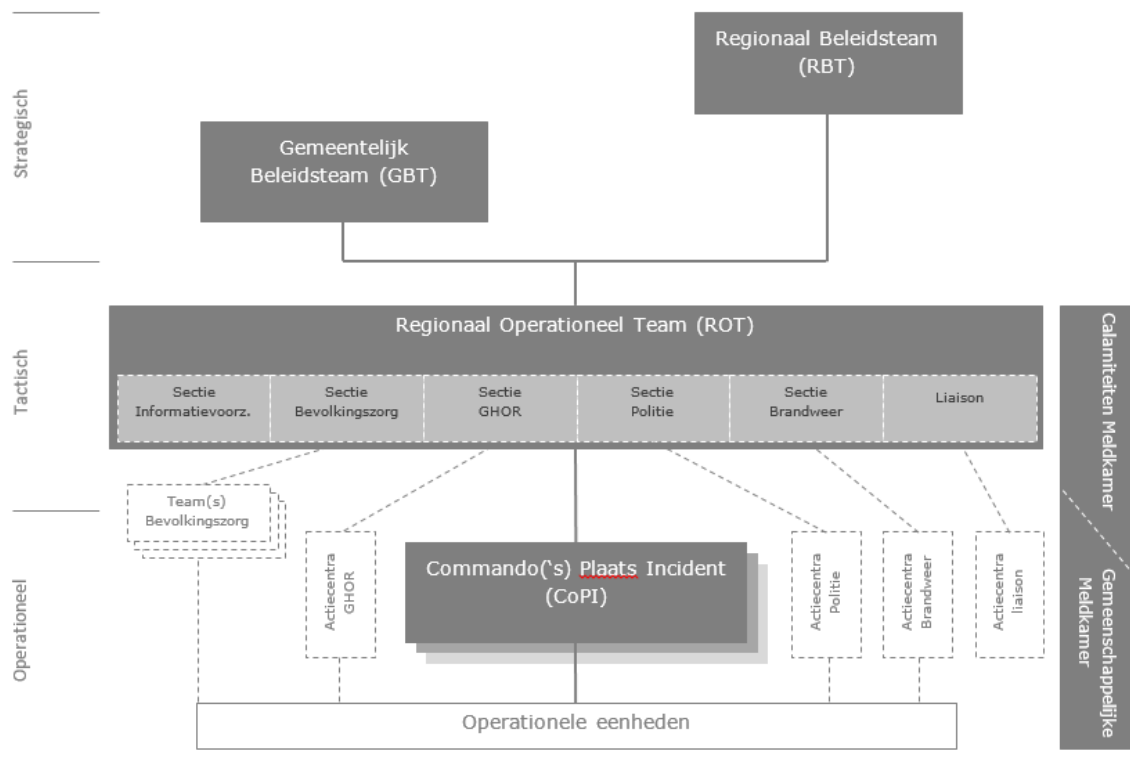 Strategisch
Regionaal Beleidsteam
(RBT)
Gemeentelijk
Beleidsteam (GBT)
Tactisch
Regionaal Operationeel Team (ROT)
Sectie
Informatievoorz.
Sectie
Bevolkingszorg
Sectie
GHOR
Sectie
Politie
Sectie
Brandweer
Liaison
Calamiteiten Meldkamer
Operationeel
Team(s)
Bevolkingszorg
Actiecentra
GHOR
Commando('s) Plaats Incident
(CoPI)
Actiecentra
Politie
Actiecentra
Brandweer
Actiecentra
liaison
Gemeenschappelijke
Meldkamer
Operationele eenheden